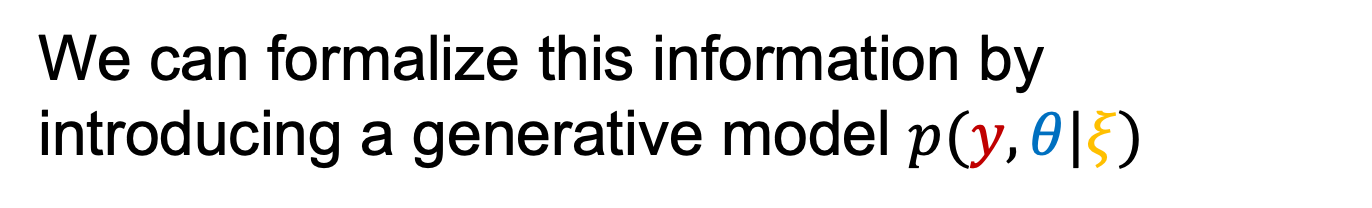 We can formalize this information by
introducing a generative model p(y, θ|ξ)